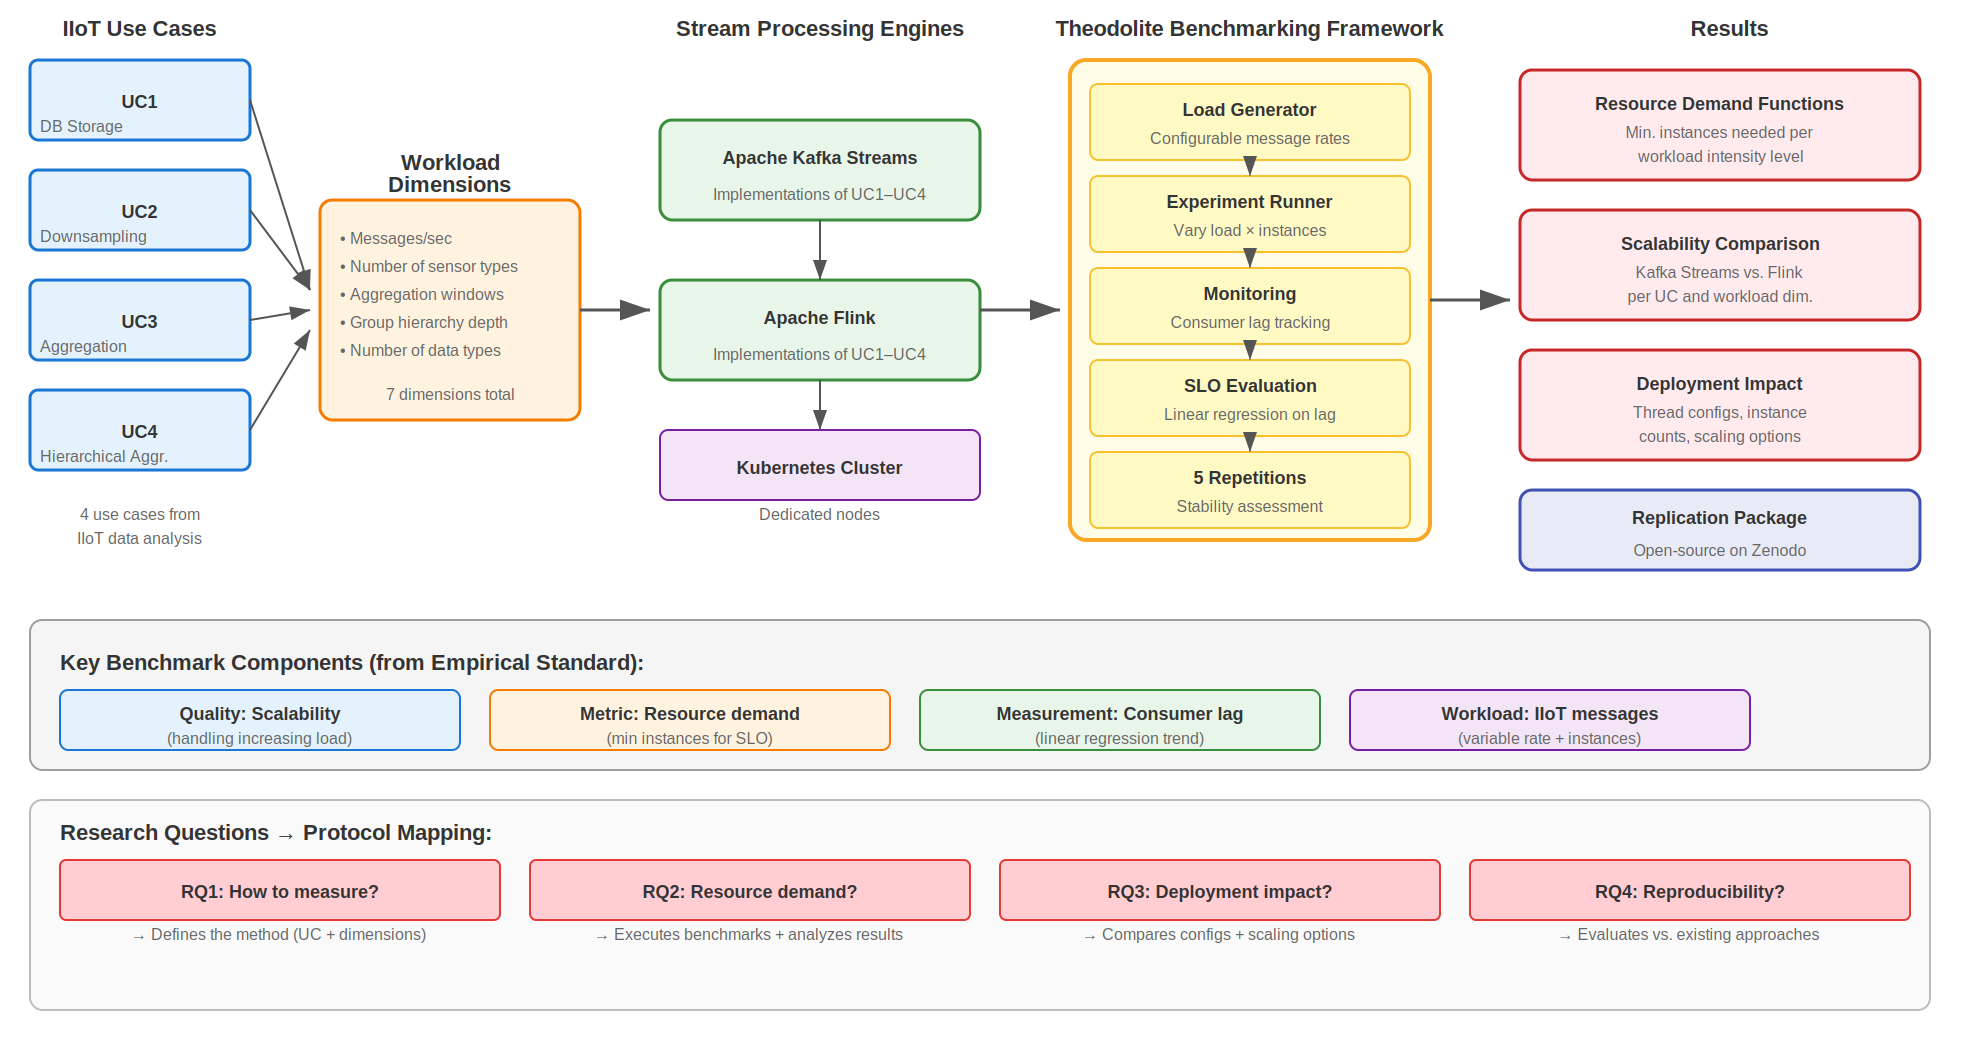 IIoT Use Cases
UC1
DB Storage
UC2
Downsampling
UC3
Aggregation
UC4
Hierarchical Aggr.
4 use cases from
IIoT data analysis
Workload
Dimensions
• Messages/sec
• Number of sensor types
• Aggregation windows
• Group hierarchy depth
• Number of data types
7 dimensions total
Stream Processing Engines
Apache Kafka Streams
Implementations of UC1–UC4
Apache Flink
Implementations of UC1–UC4
Kubernetes Cluster
Dedicated nodes
Theodolite Benchmarking Framework
Load Generator
Configurable message rates
Experiment Runner
Vary load × instances
Monitoring
Consumer lag tracking
SLO Evaluation
Linear regression on lag
5 Repetitions
Stability assessment
Results
Resource Demand Functions
Min. instances needed per
workload intensity level
Scalability Comparison
Kafka Streams vs. Flink
per UC and workload dim.
Deployment Impact
Thread configs, instance
counts, scaling options
Replication Package
Open-source on Zenodo
Key Benchmark Components (from Empirical Standard):
Quality: Scalability
(handling increasing load)
Metric: Resource demand
(min instances for SLO)
Measurement: Consumer lag
(linear regression trend)
Workload: IIoT messages
(variable rate + instances)
Research Questions → Protocol Mapping:
RQ1: How to measure?
→ Defines the method (UC + dimensions)
RQ2: Resource demand?
→ Executes benchmarks + analyzes results
RQ3: Deployment impact?
→ Compares configs + scaling options
RQ4: Reproducibility?
→ Evaluates vs. existing approaches